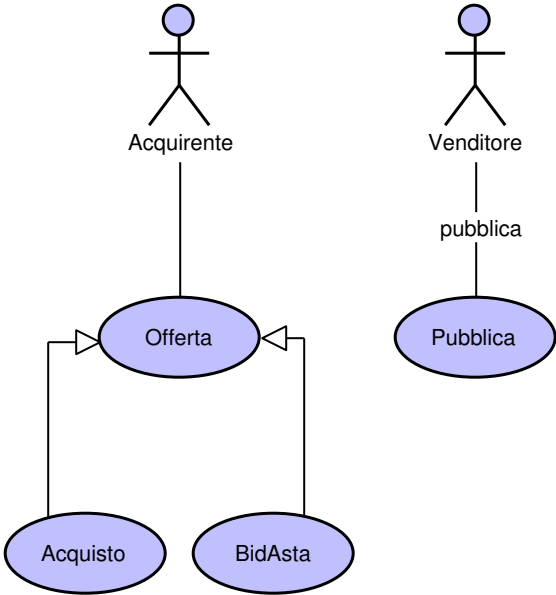 Acquirente
Venditore
pubblica
Offerta
Pubblica
Acquisto
BidAsta